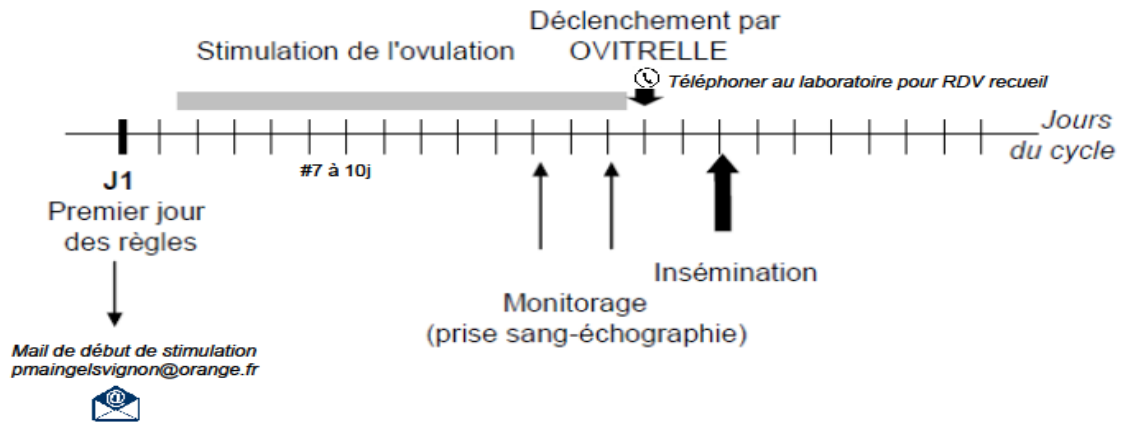 Déclenchement par
Stimulation de l'ovulation
OVITRELLE
Téléphoner au laboratoire pour RDV recueil
Jours
du cycle
#7 à 10j
J1
Premier jour
des règles
Insémination
Monitorage
(prise sang-échographie)
Mail de début de stimulation
pmaingelsvignon@orange.fr
@